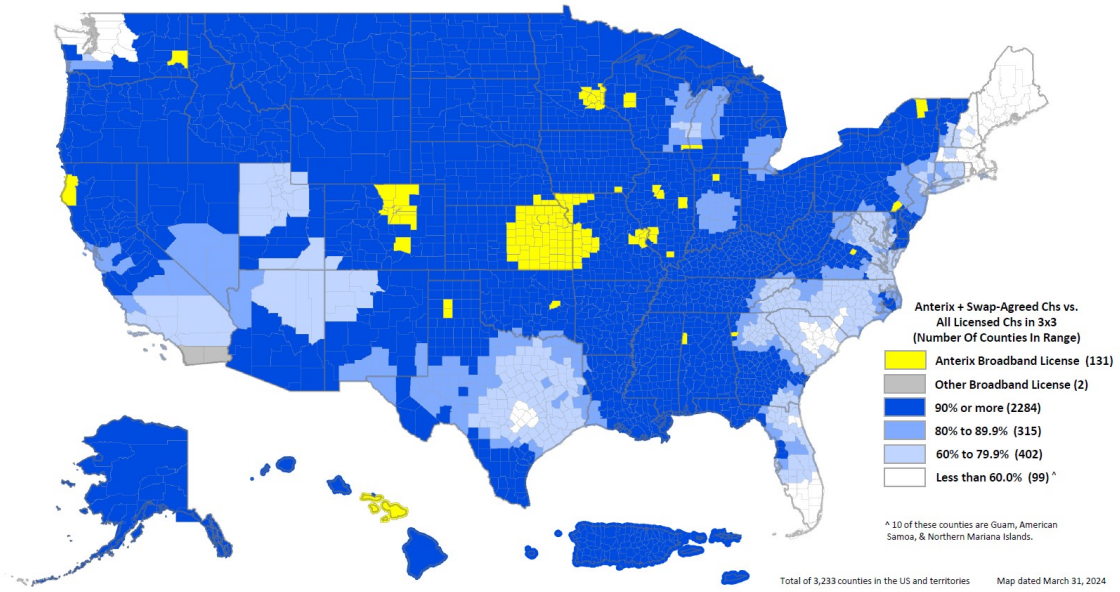 Anterix + Swap-Agreed Chs vs.
All Licensed Chs in 3x3
(Number Of Counties In Range)
Anterix Broadband License (131)
Other Broadband License (2)
90% or more (2284)
80% to 89.9% (315)
60% to 79.9% (402)
Less than 60.0% (99) ^
^ 10 of these counties are Guam, American
Samoa, & Northern Mariana Islands.
Total of 3,233 counties in the US and territories Map dated March 31, 2024